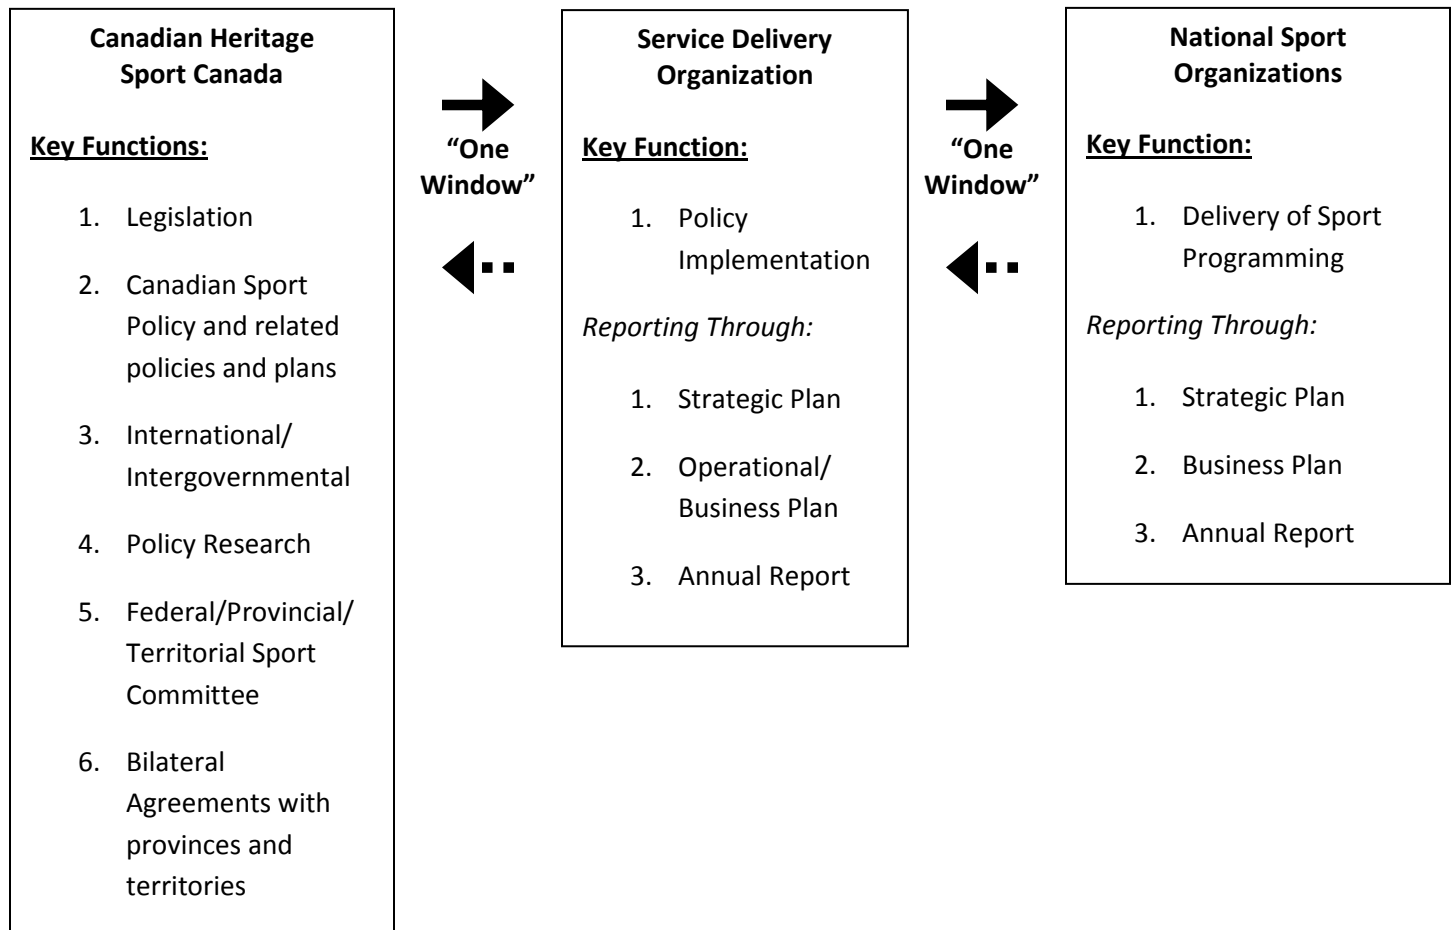 Canadian Heritage
Sport Canada
Key Functions:
1. Legislation
2. Canadian Sport
Policy and related
policies and plans
3. International/
Intergovernmental
4. Policy Research
5. Federal/Provincial/
Territorial Sport
Committee
6. Bilateral
Agreements with
provinces and
territories
“One
Window”
Service Delivery
Organization
Key Function:
1. Policy
Implementation
Reporting Through:
1. Strategic Plan
2. Operational/
Business Plan
3. Annual Report
“One
Window”
National Sport
Organizations
Key Function:
1. Delivery of Sport
Programming
Reporting Through:
1. Strategic Plan
2. Business Plan
3. Annual Report